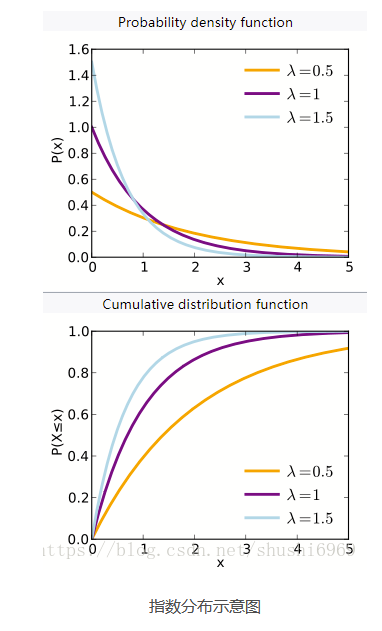 Probability density function
1.6
1.4
1.2
1.0
0.8
0.6
0.4
0.2
0.0
P(x)
λ=0.5
λ=1
λ=1.5
0 1 2 3 4 5
x
Cumulative distribution function
1.0
0.8
0.6
0.4
0.2
0.0
P(X≤x)
λ=0.5
λ=1
λ=1.5
0 1 2 3 4 5
x
指数分布示意图